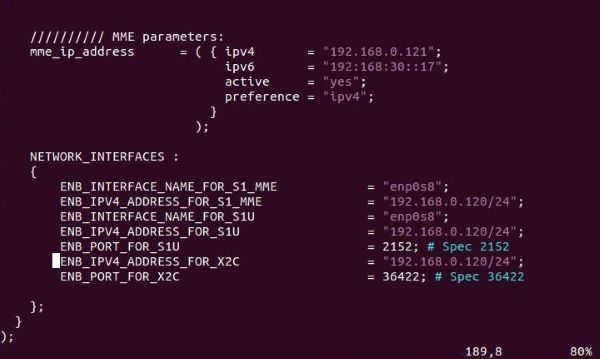 ////////// MME parameters:
mme_ip_address      = ( { ipv4       = "192.168.0.121";
ipv6       = "192:168:30::17";
active     = "yes";
preference = "ipv4";
}
);
NETWORK_INTERFACES :
{
ENB_INTERFACE_NAME_FOR_S1_MME            = "enp0s8";
ENB_IPV4_ADDRESS_FOR_S1_MME              = "192.168.0.120/24";
ENB_INTERFACE_NAME_FOR_S1U               = "enp0s8";
ENB_IPV4_ADDRESS_FOR_S1U                 = "192.168.0.120/24";
ENB_PORT_FOR_S1U                         = 2152; # Spec 2152
ENB_IPV4_ADDRESS_FOR_X2C                 = "192.168.0.120/24";
ENB_PORT_FOR_X2C                         = 36422; # Spec 36422
};
}
);
189,8         80%